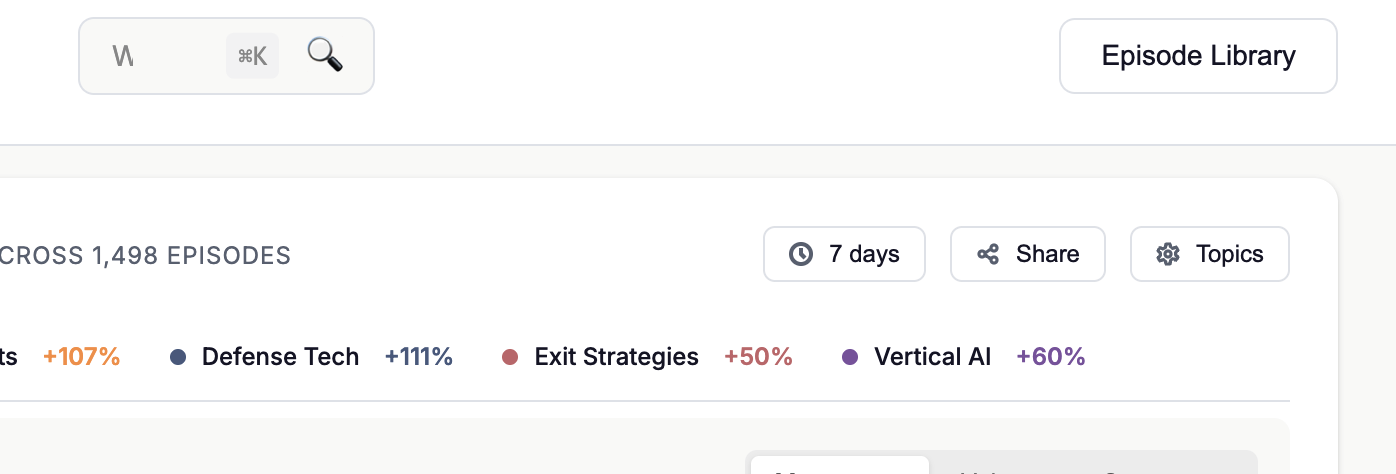 W ⌘K
Episode Library
CROSS 1,498 EPISODES
7 days
Share
Topics
ts +107% Defense Tech +111% Exit Strategies +50% Vertical AI +60%